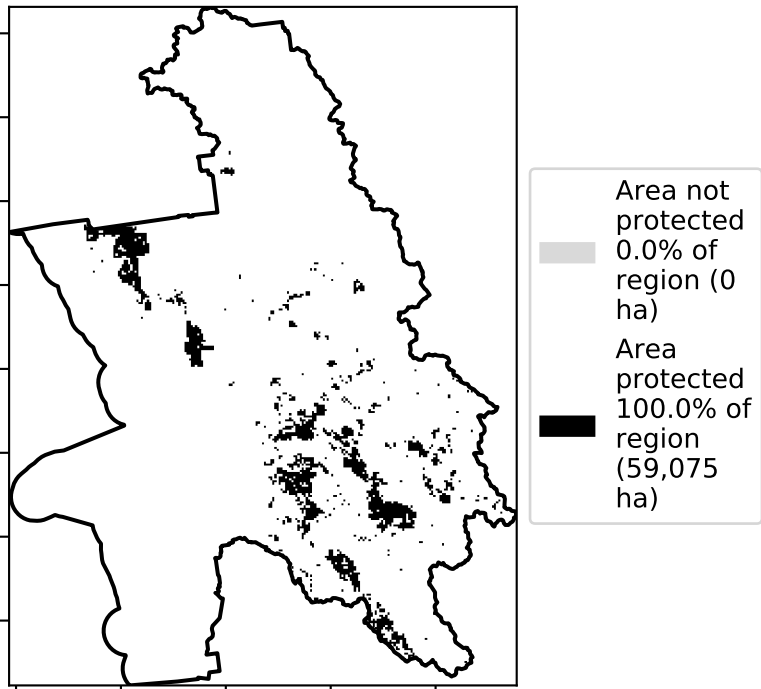 Area not
protected
0.0% of
region (0
ha)
Area
protected
100.0% of
region
(59,075
ha)